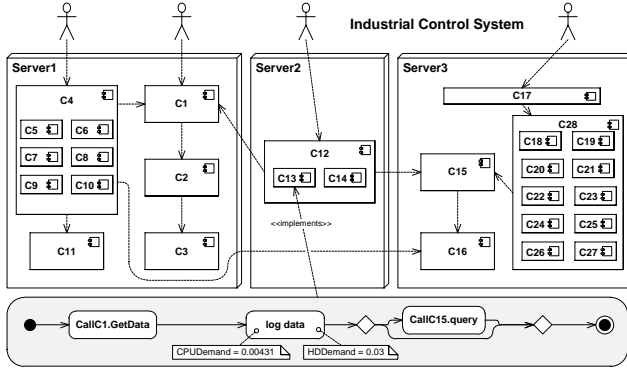 Industrial Control System
Server1
Server2
Server3
C4
C1
C17
C5
C6
C28
C18
C19
C7
C8
C12
C20
C21
C9
C10
C2
C13
C14
C15
C22
C23
<<implements>>
C24
C25
C11
C3
C16
C26
C27
CallC1.GetData
log data
CallC15.query
CPUDemand = 0.00431
HDDemand = 0.03